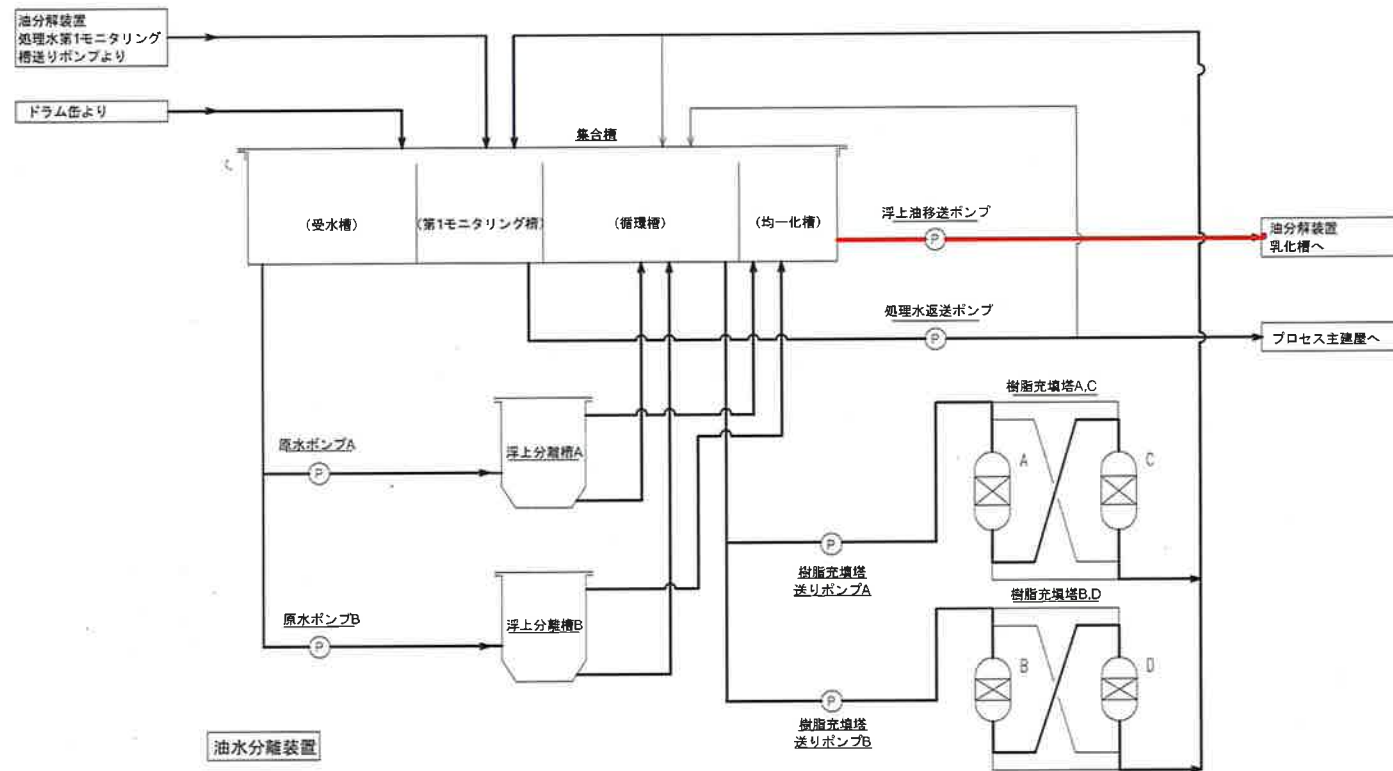 油分解装置
処理水第1モニタリング
槽送りポンプより
ドラム缶より
集合槽
(受水槽)
(第1モニタリング槽)
(循環槽)
(均一化槽)
浮上油移送ポンプ
P
油分解装置
乳化槽へ
処理水返送ポンプ
P
プロセス主建屋へ
樹脂充填塔A,C
原水ポンプA
P
浮上分離槽A
A
C
P
樹脂充填塔
送りポンプA
樹脂充填塔B,D
原水ポンプB
P
浮上分離槽B
B
D
P
樹脂充填塔
送りポンプB
油水分離装置